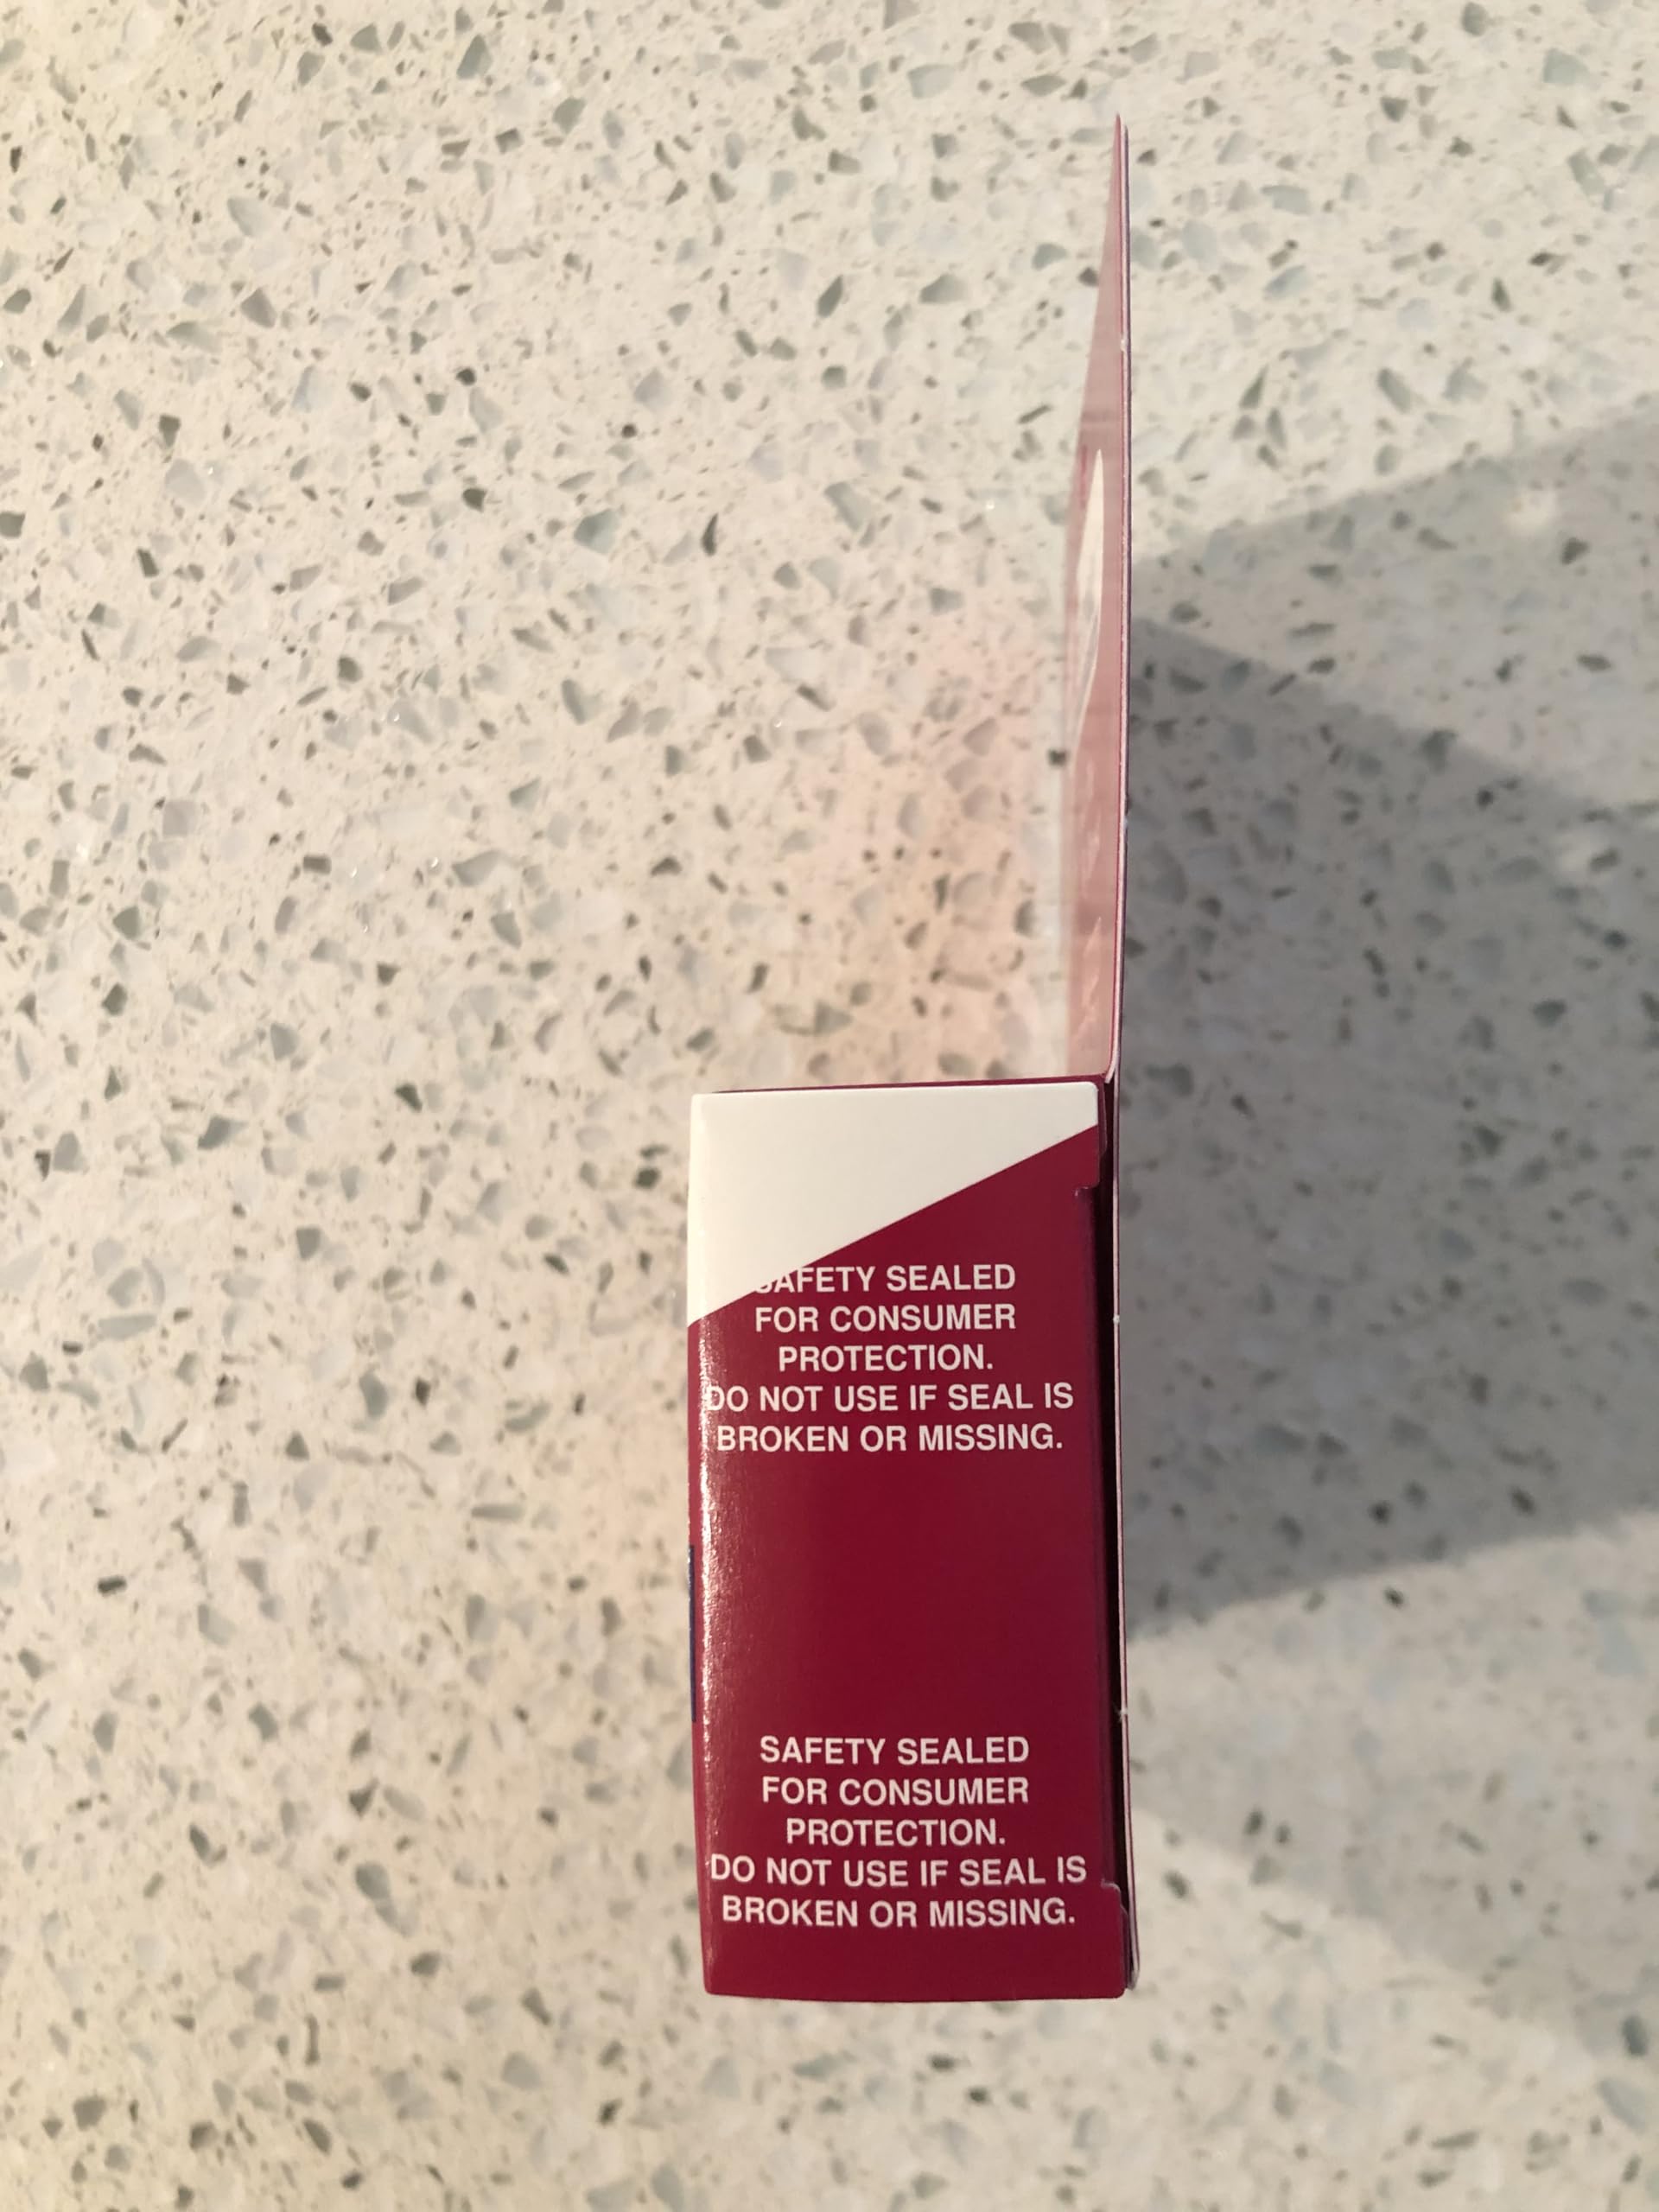 SAFETY SEALED
FOR CONSUMER
PROTECTION.
DO NOT USE IF SEAL IS
BROKEN OR MISSING.
SAFETY SEALED
FOR CONSUMER
PROTECTION.
DO NOT USE IF SEAL IS
BROKEN OR MISSING.